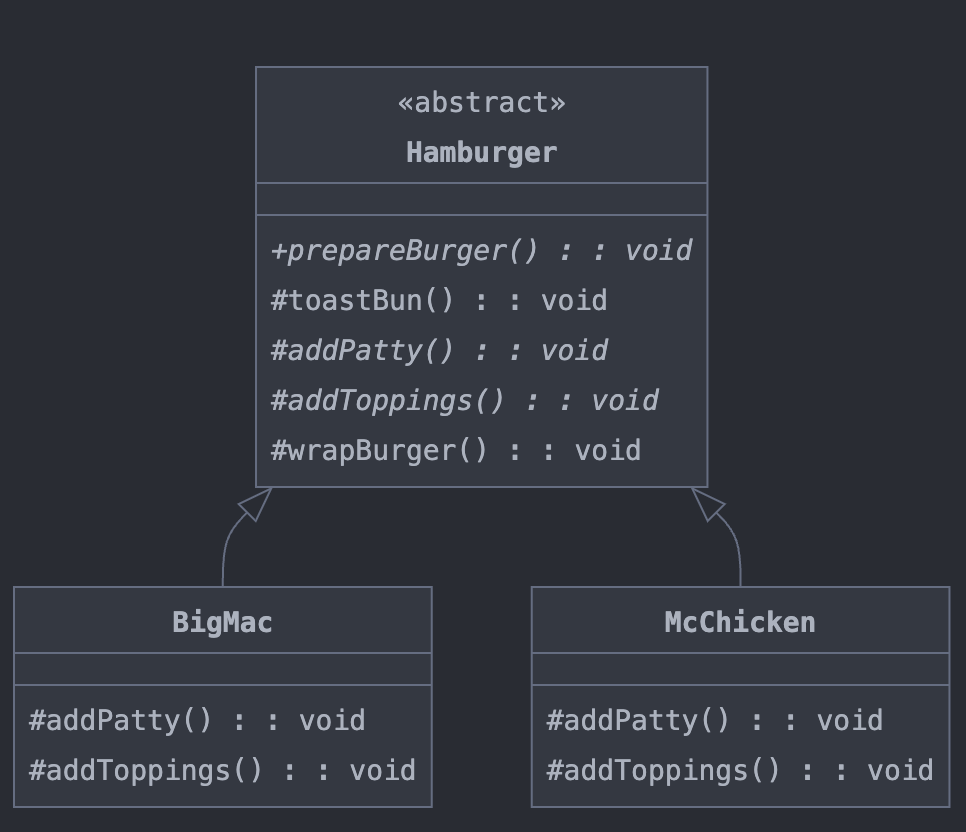 «abstract»
Hamburger
+prepareBurger() : : void
#toastBun() : : void
#addPatty() : : void
#addToppings() : : void
#wrapBurger() : : void
BigMac
#addPatty() : : void
#addToppings() : : void
McChicken
#addPatty() : : void
#addToppings() : : void